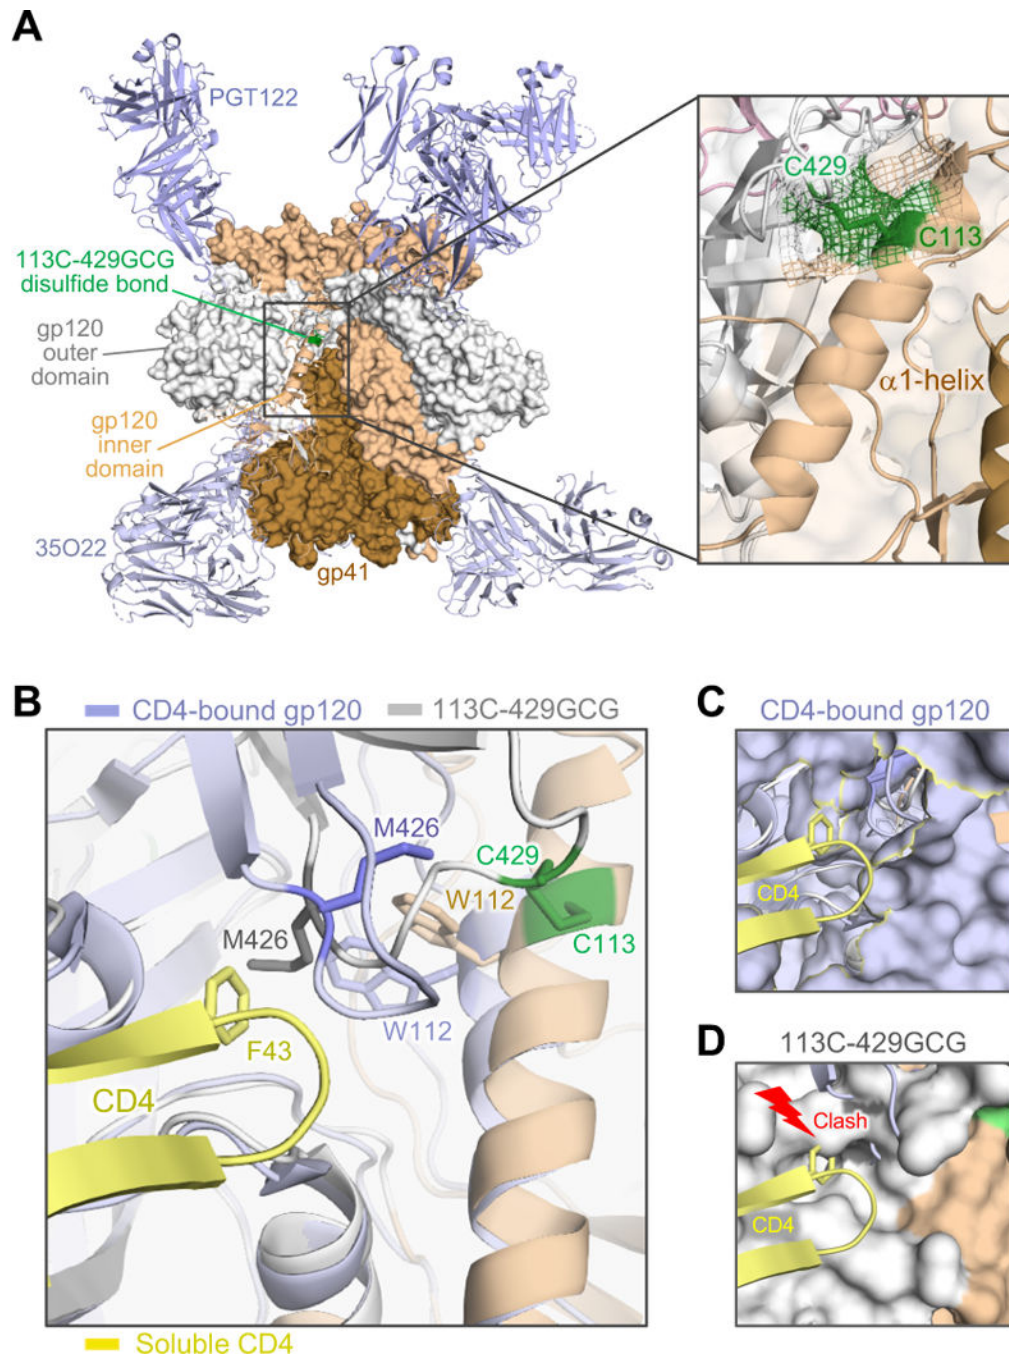 A
PGT122
113C-429GCG
disulfide bond
gp120
outer
domain
gp120
inner
domain
35O22
gp41
C429
C113
α1-helix
B
CD4-bound gp120
113C-429GCG
M426
C429
W112
M426
C113
F43
W112
CD4
Soluble CD4
C
CD4-bound gp120
CD4
D
113C-429GCG
Clash
CD4